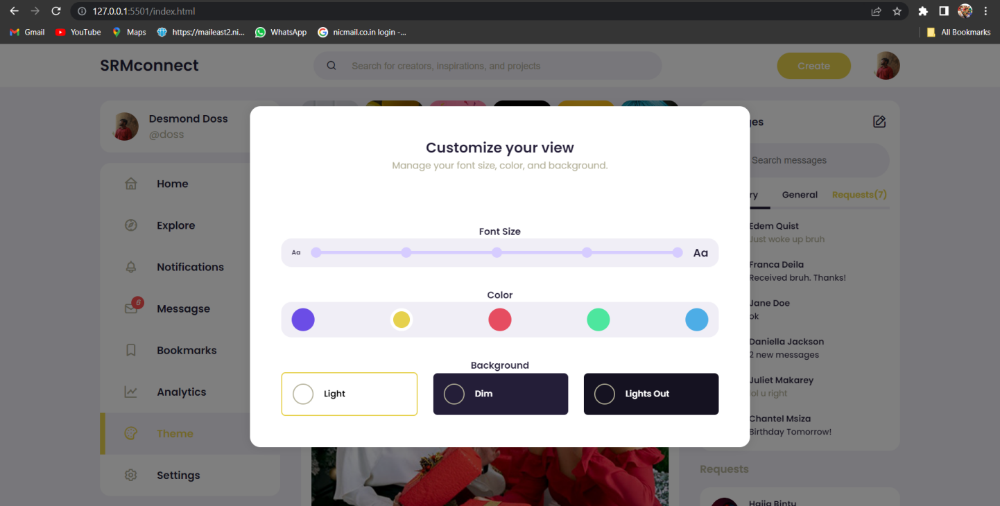 127.0.0.1:5501/index.html
Gmail YouTube Maps https://maileast2.ni... WhatsApp nicmail.co.in login -... All Bookmarks
SRMconnect Search for creators, inspirations, and projects Create
Desmond Doss
@doss
Home
Explore
Notifications
6
Messagse
Bookmarks
Analytics
Theme
Settings
Customize your view
Manage your font size, color, and background.
Font Size
Aa Aa
Color
Background
Light Dim Lights Out
ges
Search messages
ry General Requests(7)
Edem Quist
Just woke up bruh
Franca Deila
Received bruh. Thanks!
Jane Doe
ok
Daniella Jackson
2 new messages
Juliet Makarey
lol u right
Chantel Msiza
Birthday Tomorrow!
Requests
Hajia Bintu